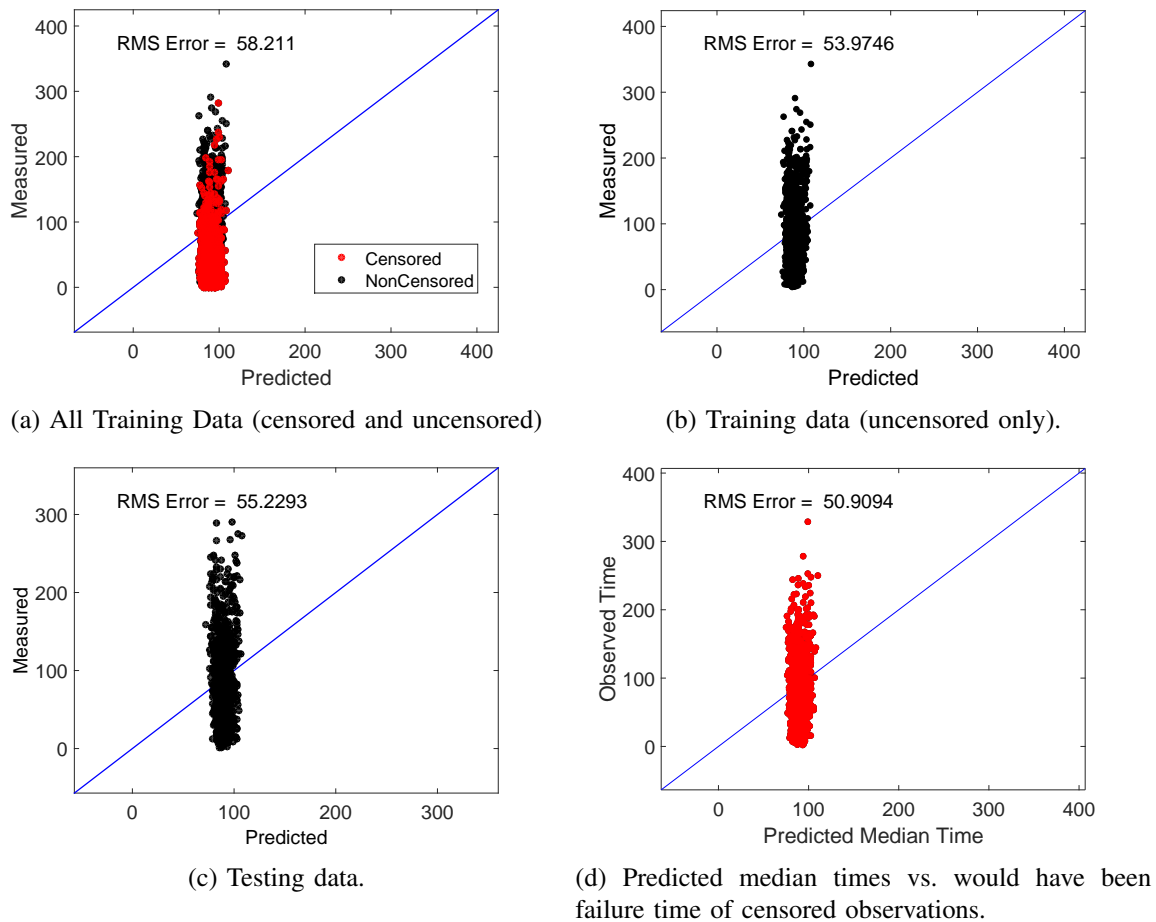 RMS Error = 58.211
400
300
200
100
0
Measured
Censored
NonCensored
0 100 200 300 400
Predicted
(a) All Training Data (censored and uncensored)
RMS Error = 53.9746
400
300
200
100
0
Measured
0 100 200 300 400
Predicted
(b) Training data (uncensored only).
RMS Error = 55.2293
300
200
100
0
Measured
0 100 200 300
Predicted
(c) Testing data.
RMS Error = 50.9094
400
300
200
100
0
Observed Time
0 100 200 300 400
Predicted Median Time
(d) Predicted median times vs. would have been
failure time of censored observations.